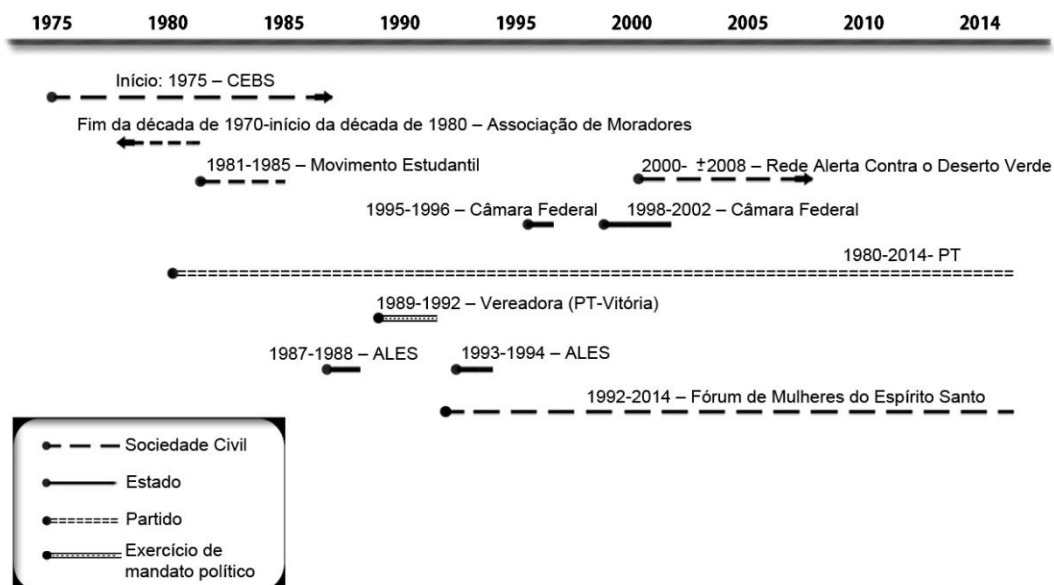 1975 1980 1985 1990 1995 2000 2005 2010 2014
Início: 1975 – CEBS
Fim da década de 1970-início da década de 1980 – Associação de Moradores
1981-1985 – Movimento Estudantil
2000- ±2008 – Rede Alerta Contra o Deserto Verde
1995-1996 – Câmara Federal
1998-2002 – Câmara Federal
1980-2014- PT
1989-1992 – Vereadora (PT-Vitória)
1987-1988 – ALES
1993-1994 – ALES
1992-2014 – Fórum de Mulheres do Espírito Santo
Sociedade Civil
Estado
Partido
Exercício de
mandato político